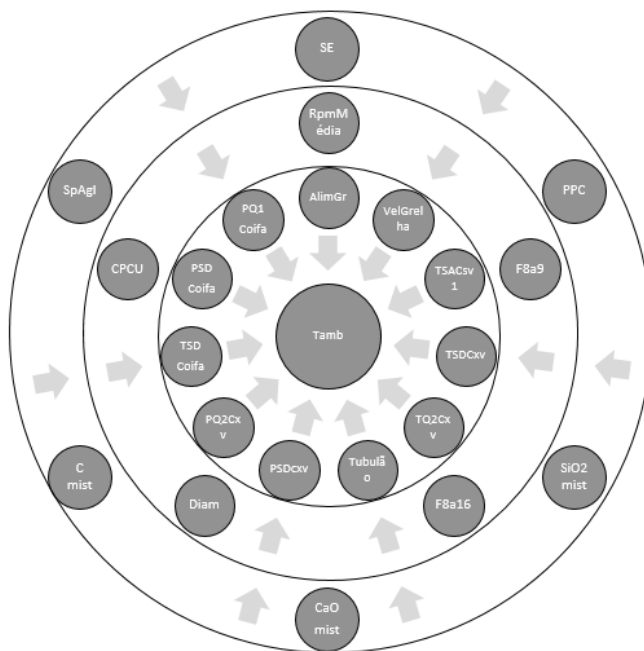 SE
RpmM
édia
SpAgl
PPC
PQ1
Coifa
AlimGr
VelGrel
ha
CPCU
PSD
Coifa
TSACsv
1
F8a9
Tamb
TSD
Coifa
TSDCxv
PQ2Cx
v
TQ2Cx
v
C
mist
PSDcxv
Tubulã
o
SiO2
mist
Diam
F8a16
CaO
mist